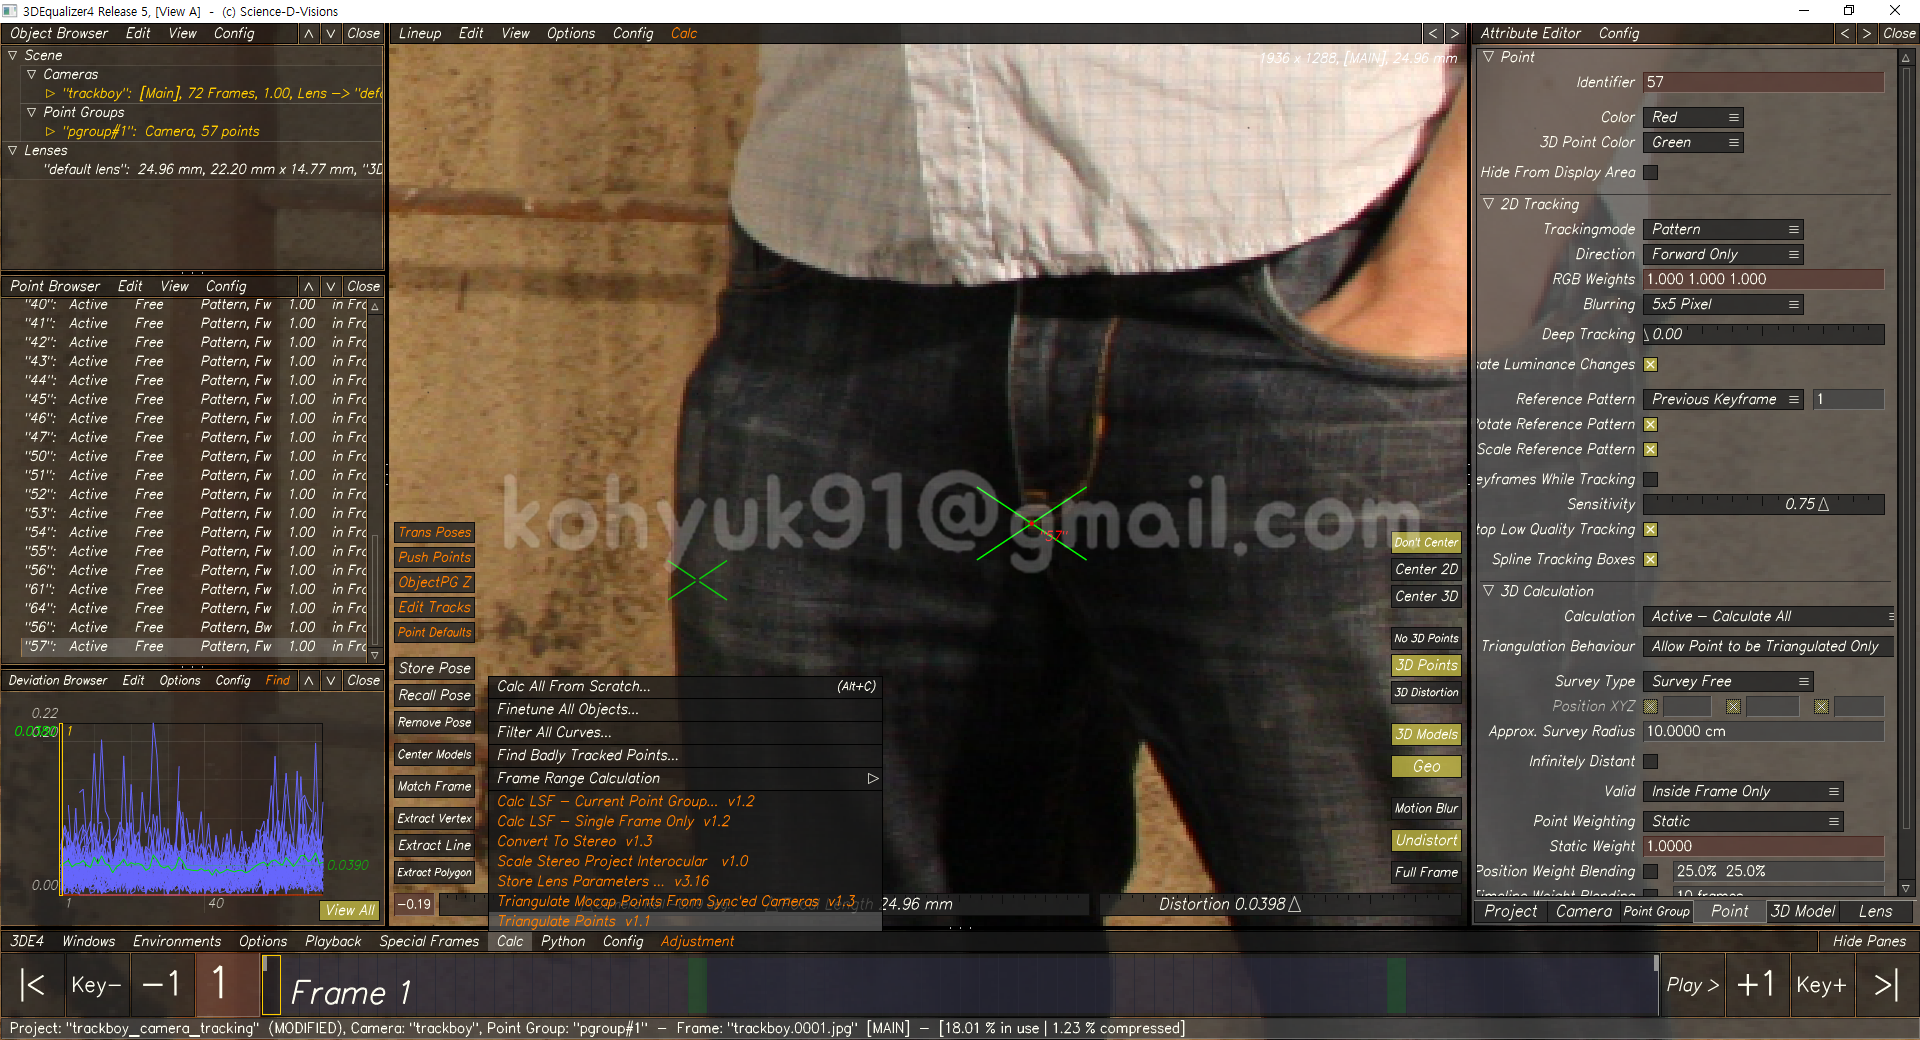 3DEqualizer4 Release 5, [View A]  -  (c) Science-D-Visions
Object Browser Edit View Config Close
Scene
Cameras
"trackboy": [Main], 72 Frames, 1.00, Lens -> "defa
Point Groups
"pgroup#1": Camera, 57 points
Lenses
"default lens": 24.96 mm, 22.20 mm x 14.77 mm, "3D
Point Browser Edit View Config Close
"40": Active Free Pattern, Fw 1.00 in Fra
"41": Active Free Pattern, Fw 1.00 in Fra
"42": Active Free Pattern, Fw 1.00 in Fra
"43": Active Free Pattern, Fw 1.00 in Fra
"44": Active Free Pattern, Fw 1.00 in Fra
"45": Active Free Pattern, Fw 1.00 in Fra
"46": Active Free Pattern, Fw 1.00 in Fra
"47": Active Free Pattern, Fw 1.00 in Fra
"50": Active Free Pattern, Fw 1.00 in Fra
"51": Active Free Pattern, Fw 1.00 in Fra
"52": Active Free Pattern, Fw 1.00 in Fra
"53": Active Free Pattern, Fw 1.00 in Fra
"54": Active Free Pattern, Fw 1.00 in Fra
"55": Active Free Pattern, Fw 1.00 in Fra
"56": Active Free Pattern, Fw 1.00 in Fra
"61": Active Free Pattern, Fw 1.00 in Fra
"64": Active Free Pattern, Fw 1.00 in Fra
"56": Active Free Pattern, Bw 1.00 in Fra
"57": Active Free Pattern, Fw 1.00 in Fra
Deviation Browser Edit Options Config Find Close
0.22
0.20
1
0.0390
0.00
1 40
View All
Lineup Edit View Options Config Calc < >
1936 x 1288, [MAIN], 24.96 mm
kohyuk91@gmail.com
"57"
Trans Poses
Push Points
ObjectPG Z
Edit Tracks
Point Defaults
Store Pose
Recall Pose
Remove Pose
Center Models
Match Frame
Extract Vertex
Extract Line
Extract Polygon
Don't Center
Center 2D
Center 3D
No 3D Points
3D Points
3D Distortion
3D Models
Geo
Motion Blur
Undistort
Full Frame
Calc All From Scratch... (Alt+C)
Finetune All Objects...
Filter All Curves...
Find Badly Tracked Points...
Frame Range Calculation
Calc LSF - Current Point Group... v1.2
Calc LSF - Single Frame Only v1.2
Convert To Stereo v1.3
Scale Stereo Project Interocular v1.0
Store Lens Parameters ... v3.16
Triangulate Mocap Points From Sync'ed Cameras v1.3
Triangulate Points v1.1
-0.19
Length 24.96 mm
Distortion 0.0398
Attribute Editor Config < > Close
Point
Identifier 57
Color Red
3D Point Color Green
Hide From Display Area
2D Tracking
Trackingmode Pattern
Direction Forward Only
RGB Weights 1.000 1.000 1.000
Blurring 5x5 Pixel
Deep Tracking 0.00
sate Luminance Changes
Reference Pattern Previous Keyframe 1
Rotate Reference Pattern
Scale Reference Pattern
eyframes While Tracking
Sensitivity 0.75
top Low Quality Tracking
Spline Tracking Boxes
3D Calculation
Calculation Active - Calculate All
Triangulation Behaviour Allow Point to be Triangulated Only
Survey Type Survey Free
Position XYZ
Approx. Survey Radius 10.0000 cm
Infinitely Distant
Valid Inside Frame Only
Point Weighting Static
Static Weight 1.0000
Position Weight Blending 25.0% 25.0%
Timeline Weight Blending 10 frames
Project Camera Point Group Point 3D Model Lens
3DE4 Windows Environments Options Playback Special Frames Calc Python Config Adjustment Hide Panes
|< Key- -1 1 Frame 1 Play > +1 Key+ >|
Project: "trackboy_camera_tracking" (MODIFIED), Camera: "trackboy", Point Group: "pgroup#1" - Frame: "trackboy.0001.jpg" [MAIN] - [18.01 % in use | 1.23 % compressed]